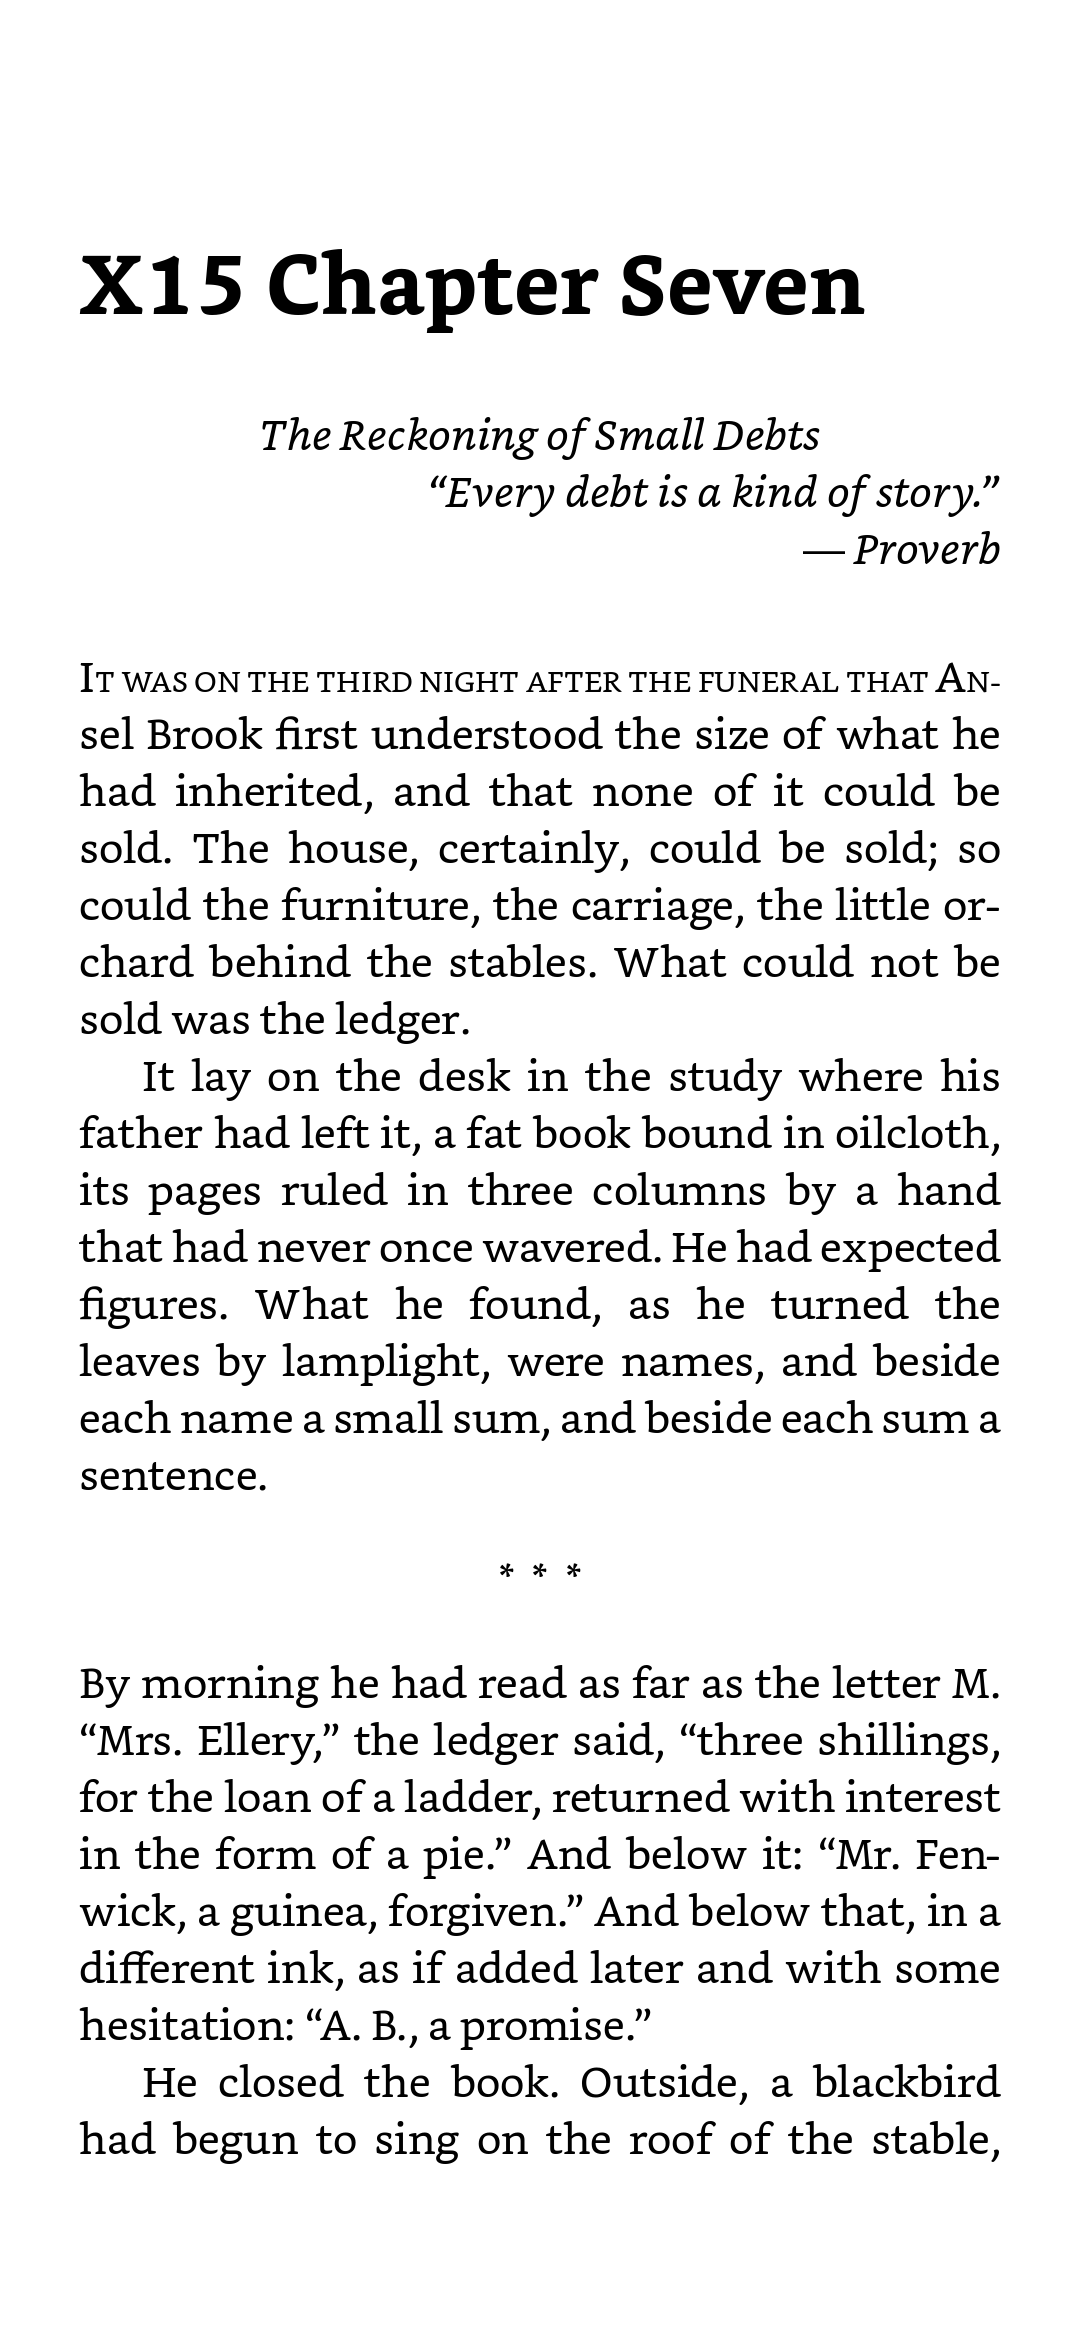 X15 Chapter Seven
The Reckoning of Small Debts
“Every debt is a kind of story.”
— Proverb
It was on the third night after the funeral that An-
sel Brook first understood the size of what he
had inherited, and that none of it could be
sold. The house, certainly, could be sold; so
could the furniture, the carriage, the little or-
chard behind the stables. What could not be
sold was the ledger.
It lay on the desk in the study where his
father had left it, a fat book bound in oilcloth,
its pages ruled in three columns by a hand
that had never once wavered. He had expected
figures. What he found, as he turned the
leaves by lamplight, were names, and beside
each name a small sum, and beside each sum a
sentence.
* * *
By morning he had read as far as the letter M.
“Mrs. Ellery,” the ledger said, “three shillings,
for the loan of a ladder, returned with interest
in the form of a pie.” And below it: “Mr. Fen-
wick, a guinea, forgiven.” And below that, in a
different ink, as if added later and with some
hesitation: “A. B., a promise.”
He closed the book. Outside, a blackbird
had begun to sing on the roof of the stable,